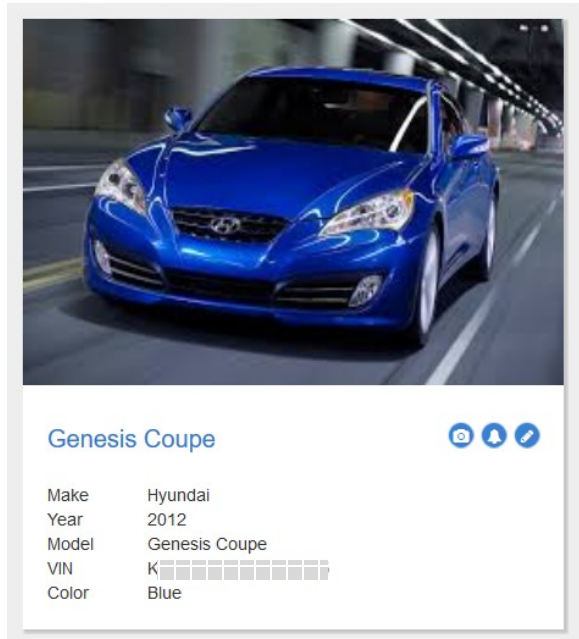 Genesis Coupe
Make Hyundai
Year 2012
Model Genesis Coupe
VIN K
Color Blue